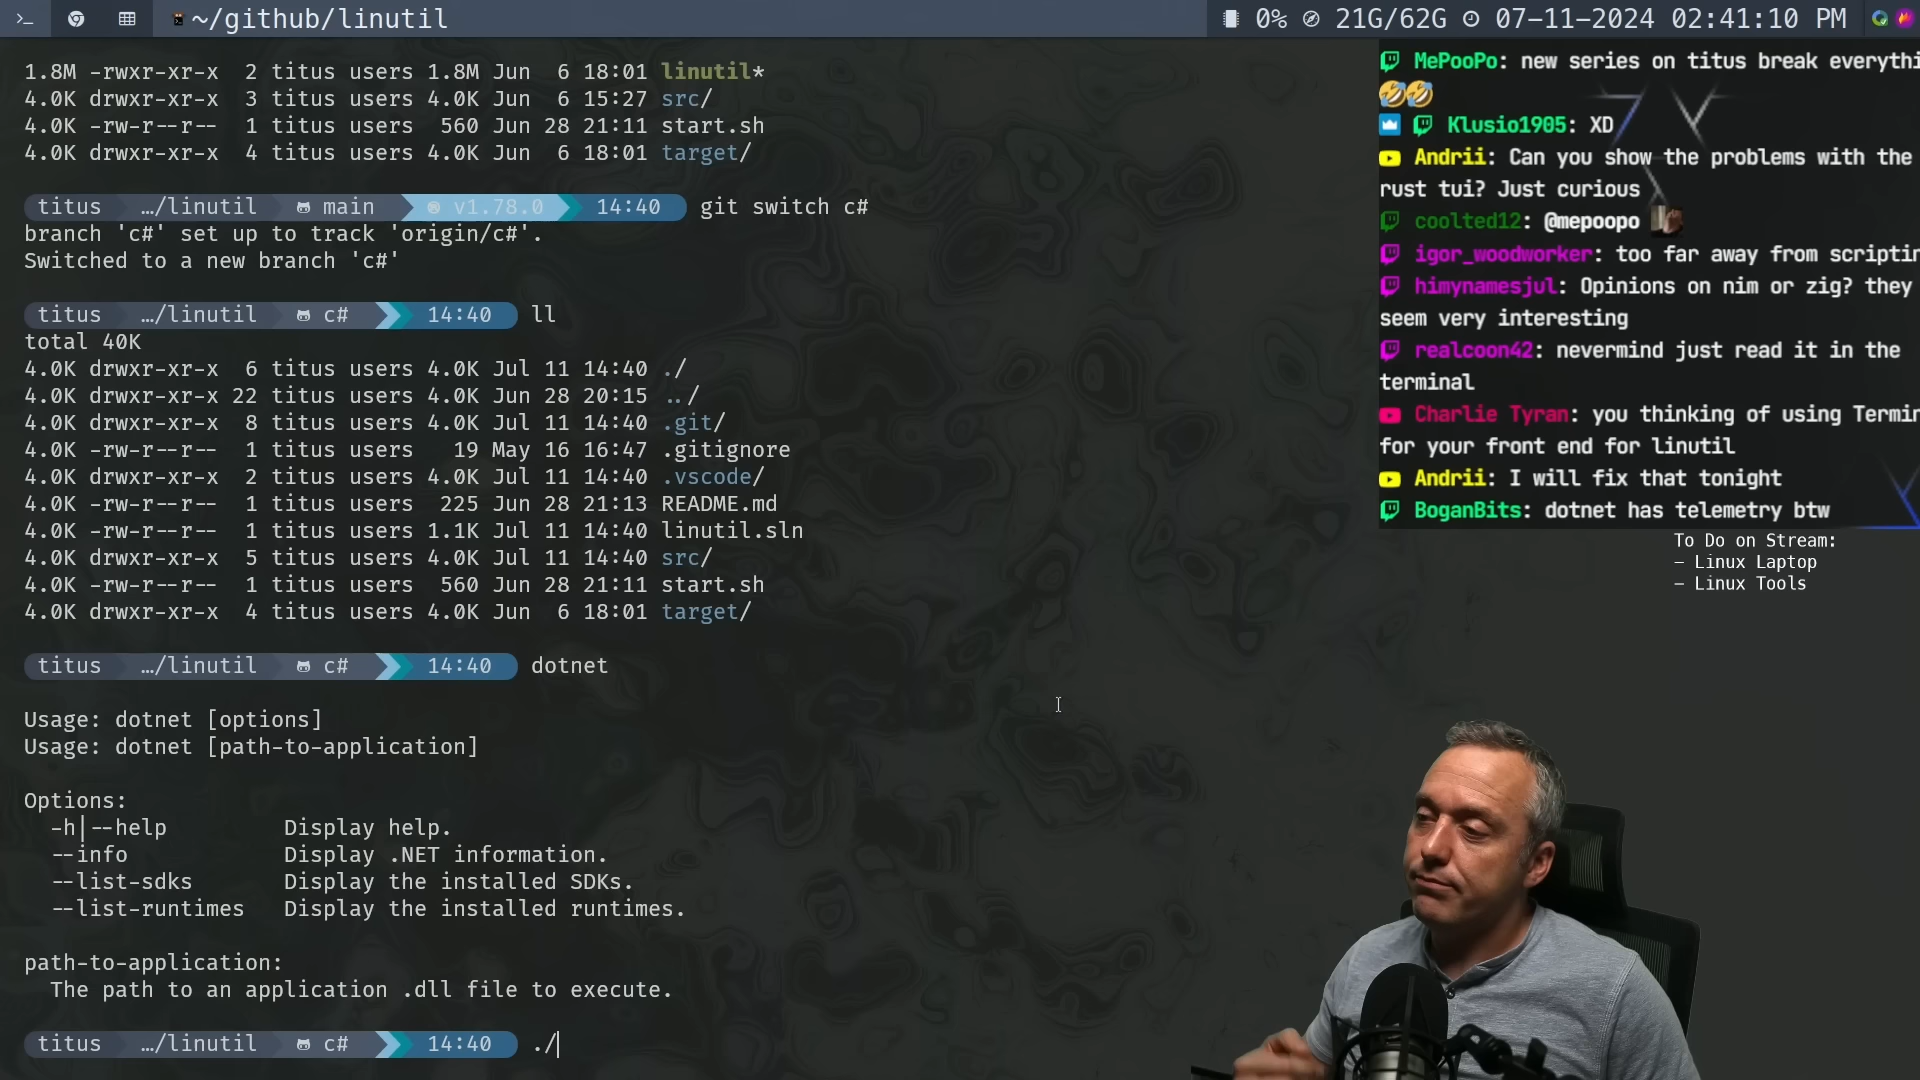 ~/github/linutil
0% 21G/62G 07-11-2024 02:41:10 PM
1.8M -rwxr-xr-x 2 titus users 1.8M Jun 6 18:01 linutil*
4.0K drwxr-xr-x 3 titus users 4.0K Jun 6 15:27 src/
4.0K -rw-r--r-- 1 titus users 560 Jun 28 21:11 start.sh
4.0K drwxr-xr-x 4 titus users 4.0K Jun 6 18:01 target/
titus …/linutil main v1.78.0 14:40 git switch c#
branch 'c#' set up to track 'origin/c#'.
Switched to a new branch 'c#'
titus …/linutil c# 14:40 ll
total 40K
4.0K drwxr-xr-x 6 titus users 4.0K Jul 11 14:40 ./
4.0K drwxr-xr-x 22 titus users 4.0K Jun 28 20:15 ../
4.0K drwxr-xr-x 8 titus users 4.0K Jul 11 14:40 .git/
4.0K -rw-r--r-- 1 titus users 19 May 16 16:47 .gitignore
4.0K drwxr-xr-x 2 titus users 4.0K Jul 11 14:40 .vscode/
4.0K -rw-r--r-- 1 titus users 225 Jun 28 21:13 README.md
4.0K -rw-r--r-- 1 titus users 1.1K Jul 11 14:40 linutil.sln
4.0K drwxr-xr-x 5 titus users 4.0K Jul 11 14:40 src/
4.0K -rw-r--r-- 1 titus users 560 Jun 28 21:11 start.sh
4.0K drwxr-xr-x 4 titus users 4.0K Jun 6 18:01 target/
titus …/linutil c# 14:40 dotnet
Usage: dotnet [options]
Usage: dotnet [path-to-application]
Options:
-h|--help Display help.
--info Display .NET information.
--list-sdks Display the installed SDKs.
--list-runtimes Display the installed runtimes.
path-to-application:
The path to an application .dll file to execute.
titus …/linutil c# 14:40 ./
MePooPo: new series on titus break everythi
Klusio1905: XD
Andrii: Can you show the problems with the
rust tui? Just curious
coolted12: @mepoopo
igor_woodworker: too far away from scriptin
himynamesjul: Opinions on nim or zig? they
seem very interesting
realcoon42: nevermind just read it in the
terminal
Charlie Tyran: you thinking of using Termin
for your front end for linutil
Andrii: I will fix that tonight
BoganBits: dotnet has telemetry btw
To Do on Stream:
- Linux Laptop
- Linux Tools